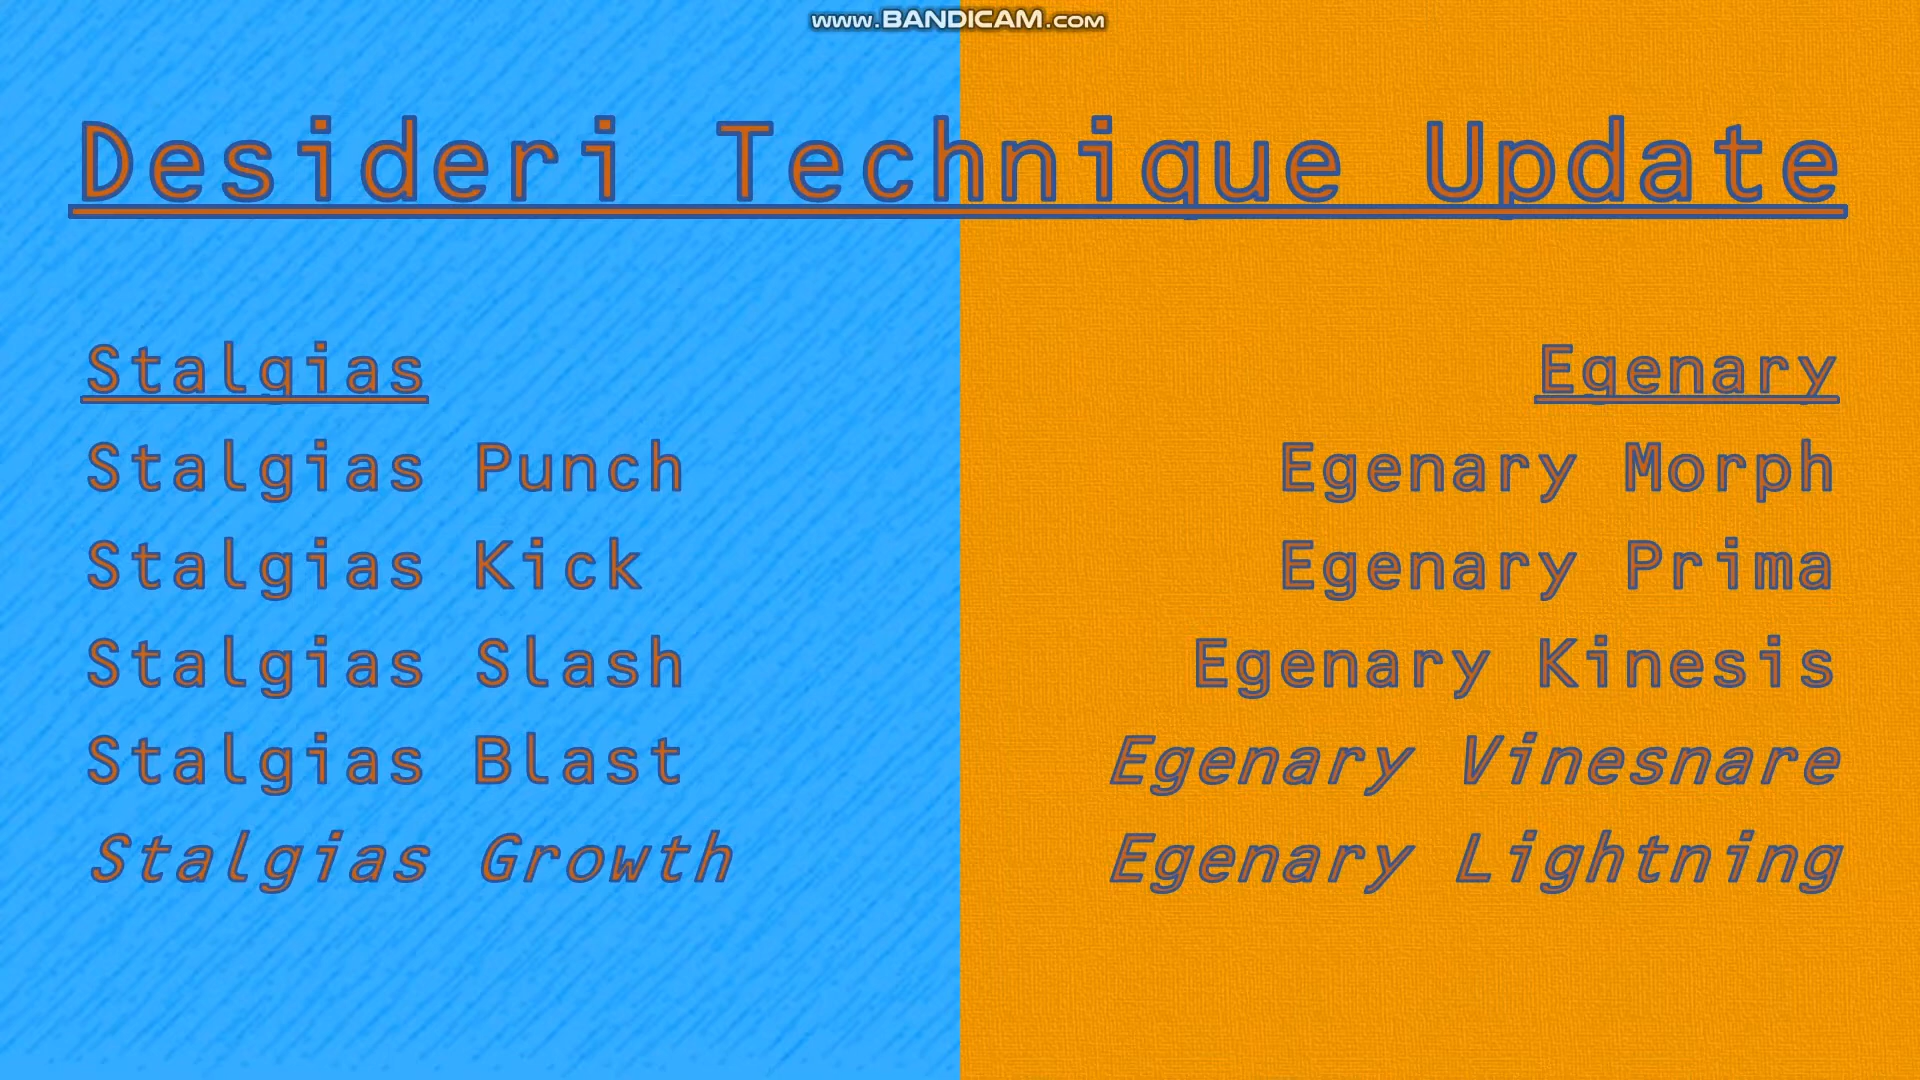 www.BANDICAM.com
Desideri Technique Update
Stalgias
Stalgias Punch
Stalgias Kick
Stalgias Slash
Stalgias Blast
Stalgias Growth
Egenary
Egenary Morph
Egenary Prima
Egenary Kinesis
Egenary Vinesnare
Egenary Lightning